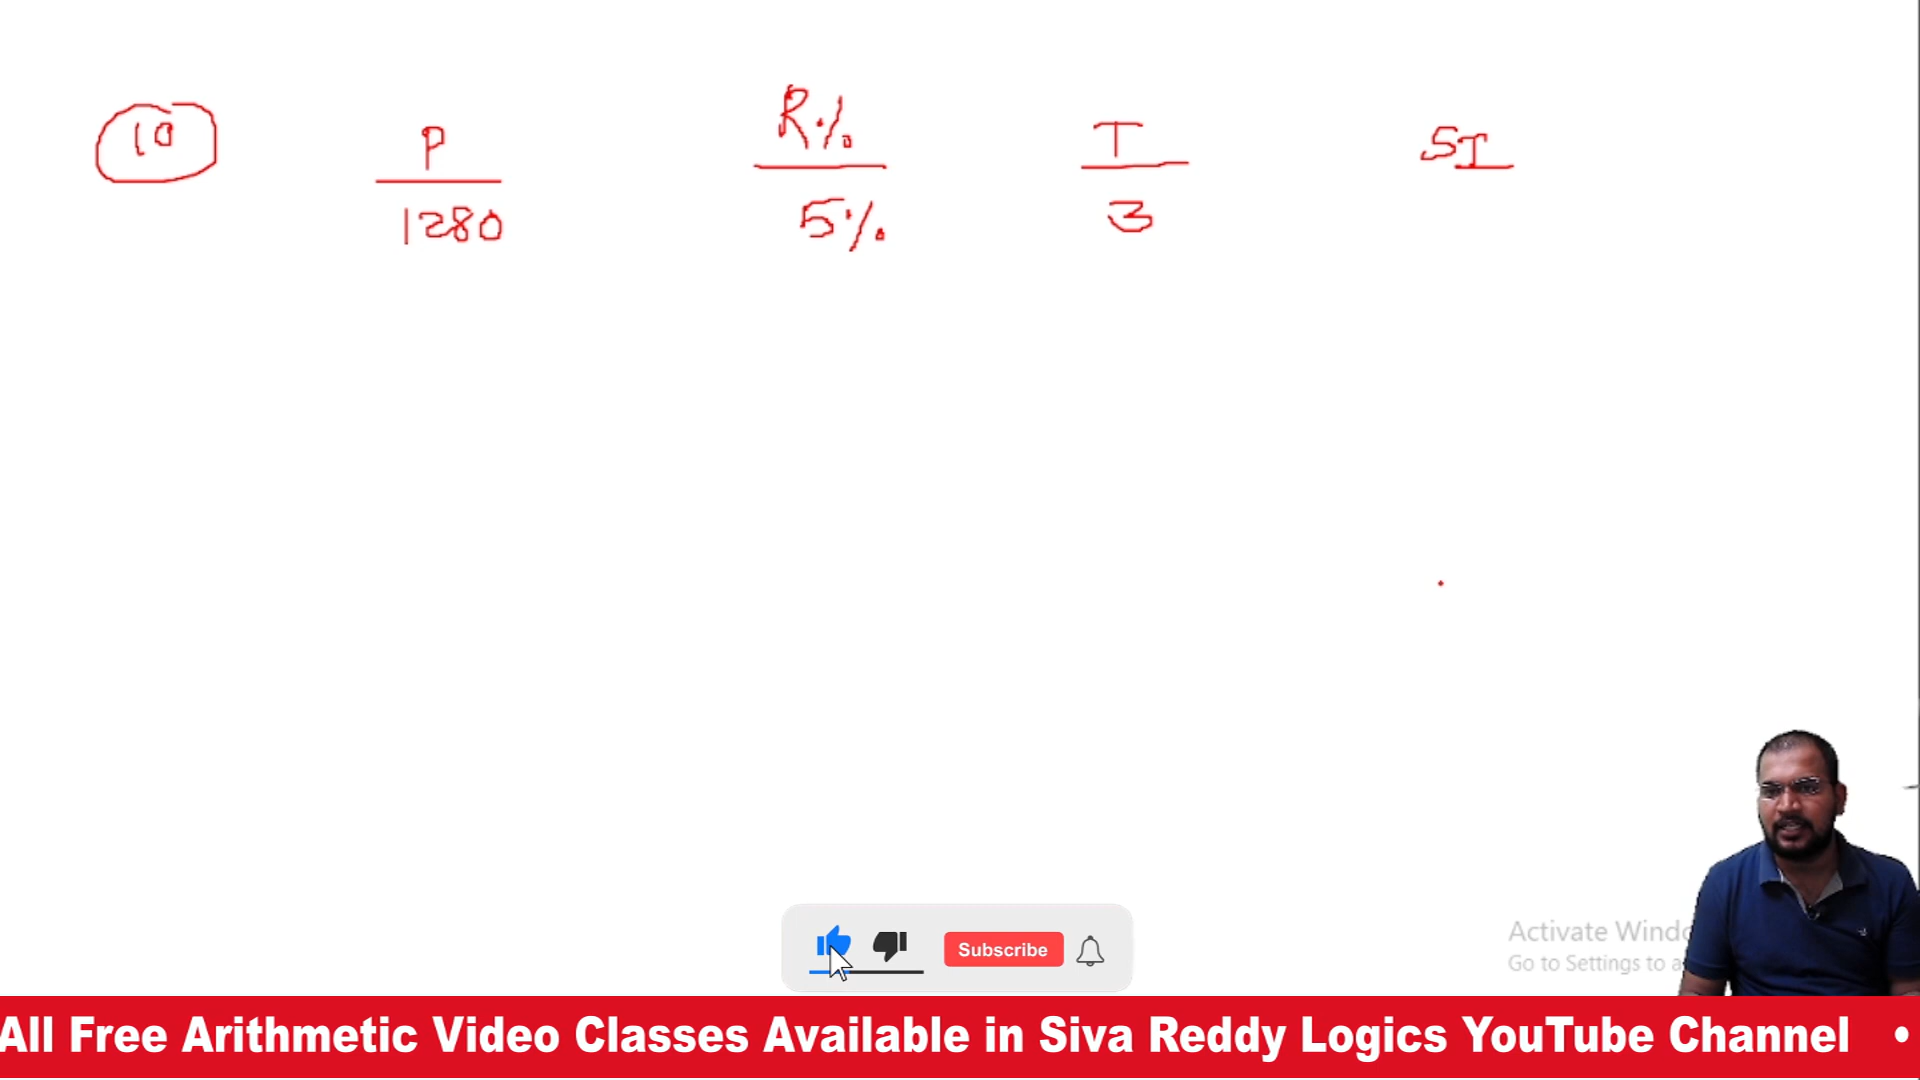 10 P R% T SI
1280 5% 3
Subscribe
Activate Windo
Go to Settings to a
All Free Arithmetic Video Classes Available in Siva Reddy Logics YouTube Channel •